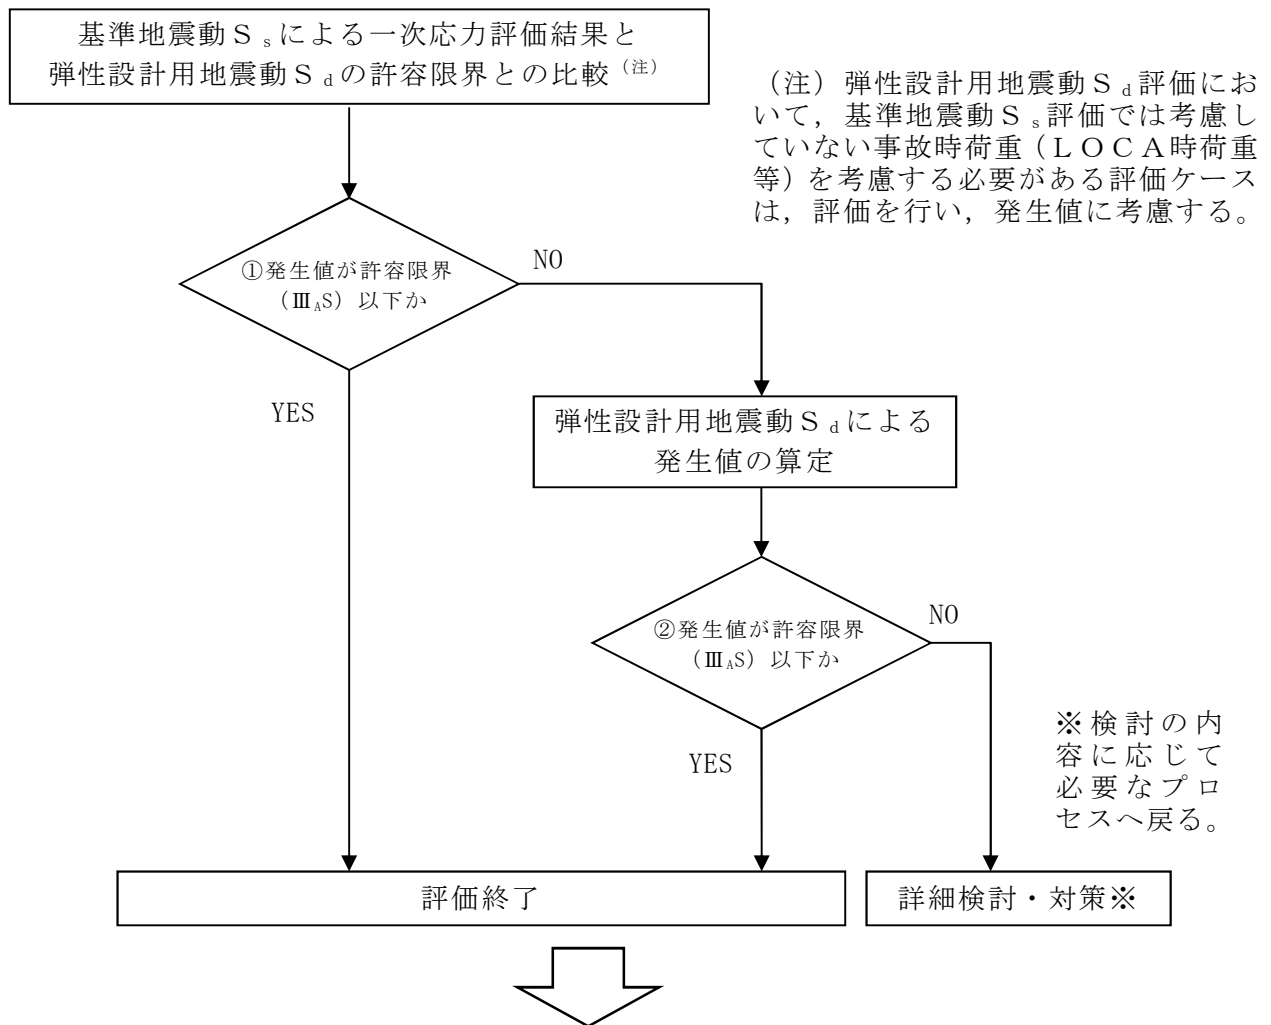 基準地震動Ｓｓによる一次応力評価結果と
弾性設計用地震動Ｓｄの許容限界との比較（注）
（注）弾性設計用地震動Ｓｄ評価にお
いて，基準地震動Ｓｓ評価では考慮し
ていない事故時荷重（ＬＯＣＡ時荷重
等）を考慮する必要がある評価ケース
は，評価を行い，発生値に考慮する。
①発生値が許容限界
（ⅢAS）以下か
NO
YES
弾性設計用地震動Ｓｄによる
発生値の算定
②発生値が許容限界
（ⅢAS）以下か
NO
YES
※検討の内
容に応じて
必要なプロ
セスへ戻る。
評価終了
詳細検討・対策※